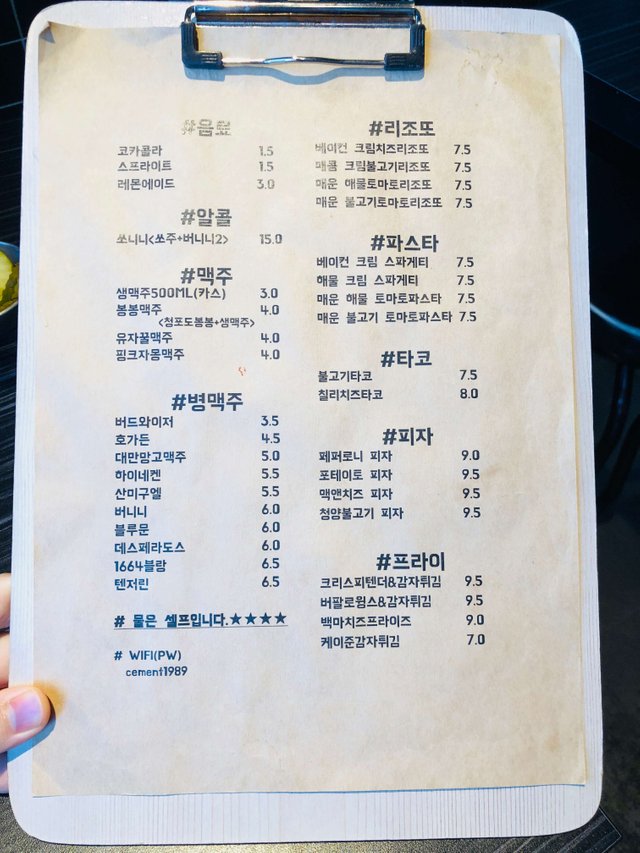 #음료
코카콜라 1.5
스프라이트 1.5
레몬에이드 3.0
#알콜
쏘니니<쏘주+버니니2> 15.0
#맥주
생맥주500ML(카스) 3.0
봉봉맥주 4.0
<청포도봉봉+생맥주>
유자꿀맥주 4.0
핑크자몽맥주 4.0
#병맥주
버드와이저 3.5
호가든 4.5
대만망고맥주 5.0
하이네켄 5.5
산미구엘 5.5
버니니 6.0
블루문 6.0
데스페라도스 6.0
1664블랑 6.5
텐저린 6.5
# 물은 셀프입니다.★★★★
# WIFI(PW)
cement1989
#리조또
베이컨 크림치즈리조또 7.5
매콤 크림불고기리조또 7.5
매운 해물토마토리조또 7.5
매운 불고기토마토리조또 7.5
#파스타
베이컨 크림 스파게티 7.5
해물 크림 스파게티 7.5
매운 해물 토마토파스타 7.5
매운 불고기 토마토파스타 7.5
#타코
불고기타코 7.5
칠리치즈타코 8.0
#피자
페퍼로니 피자 9.0
포테이토 피자 9.5
맥앤치즈 피자 9.5
청양불고기 피자 9.5
#프라이
크리스피텐더&감자튀김 9.5
버팔로윙스&감자튀김 9.5
백마치즈프라이즈 9.0
케이준감자튀김 7.0